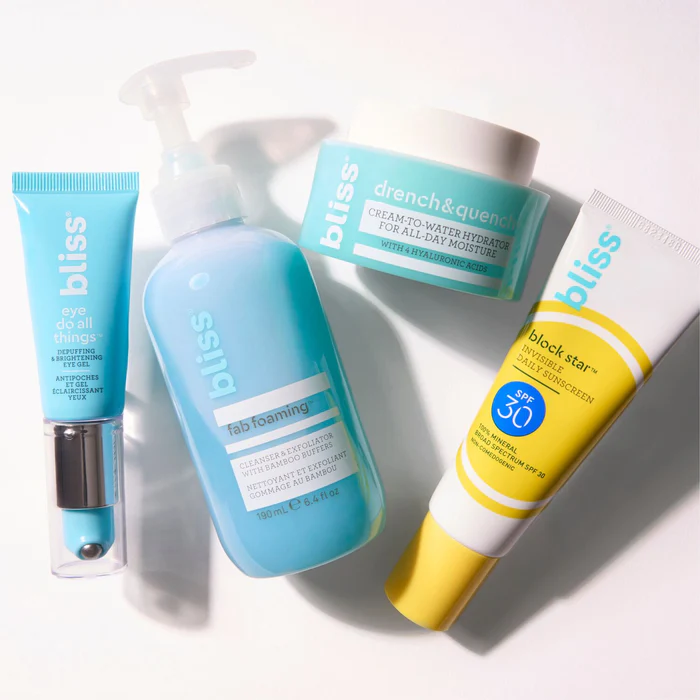 bliss
eye
do all
things™
DEPUFFING
& BRIGHTENING
EYE GEL
ANTIPOCHES
ET GEL
ÉCLAIRCISSANT
YEUX
bliss
fab foaming™
CLEANSER & EXFOLIATOR
WITH BAMBOO BUFFERS
NETTOYANT ET EXFOLIANT
GOMMAGE AU BAMBOU
190 mL ℮ 6.4 fl oz
bliss
drench & quench
CREAM-TO-WATER HYDRATOR
FOR ALL-DAY MOISTURE
WITH 4 HYALURONIC ACIDS
bliss
block star™
INVISIBLE
DAILY SUNSCREEN
SPF
30
100% MINERAL
BROAD SPECTRUM SPF 30
NON-COMEDOGENIC